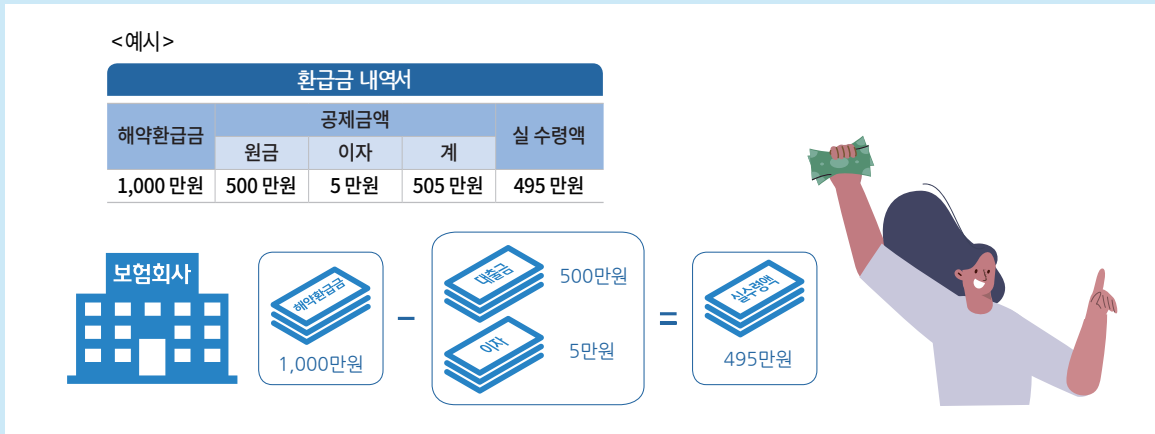 <예시>
환급금 내역서
해약환급금
공제금액
실 수령액
원금 이자 계
1,000 만원 500 만원 5 만원 505 만원 495 만원
보험회사
해약환급금
1,000만원
−
대출금
500만원
이자
5만원
=
실수령액
495만원